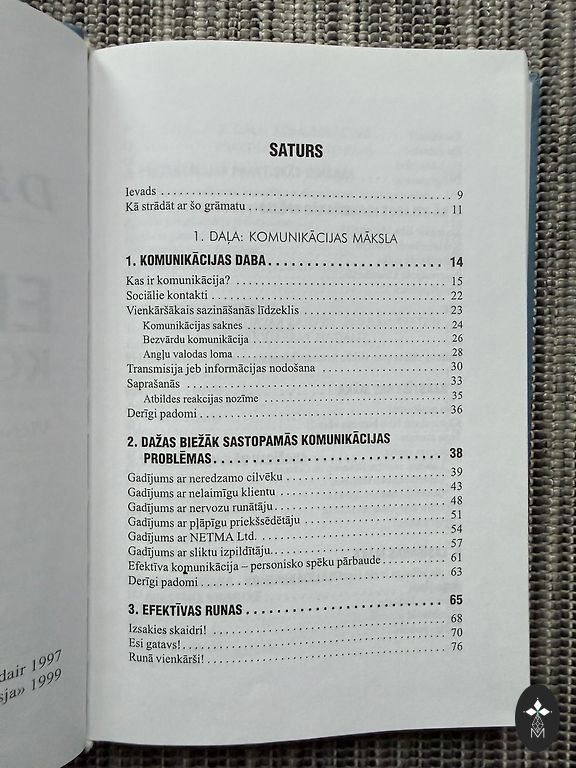 SATURS
Ievads 9
Kā strādāt ar šo grāmatu 11
1. DAĻA: KOMUNIKĀCIJAS MĀKSLA
1. KOMUNIKĀCIJAS DABA 14
Kas ir komunikācija? 15
Sociālie kontakti 22
Vienkāršākais sazināšanās līdzeklis 23
Komunikācijas saknes 24
Bezvārdu komunikācija 26
Angļu valodas loma 28
Transmisija jeb informācijas nodošana 30
Saprašanās 33
Atbildes reakcijas nozīme 35
Derīgi padomi 36
2. DAŽAS BIEŽĀK SASTOPAMĀS KOMUNIKĀCIJAS
PROBLĒMAS 38
Gadījums ar neredzamo cilvēku 39
Gadījums ar nelaimīgu klientu 43
Gadījums ar nervozu runātāju 48
Gadījums ar pļāpīgu priekšsēdētāju 51
Gadījums ar NETMA Ltd. 54
Gadījums ar sliktu izpildītāju 57
Efektīva komunikācija – personisko spēku pārbaude 61
Derīgi padomi 63
3. EFEKTĪVAS RUNAS 65
Izsakies skaidri! 68
Esi gatavs! 70
Runā vienkārši! 76
dair 1997
sja» 1999
M